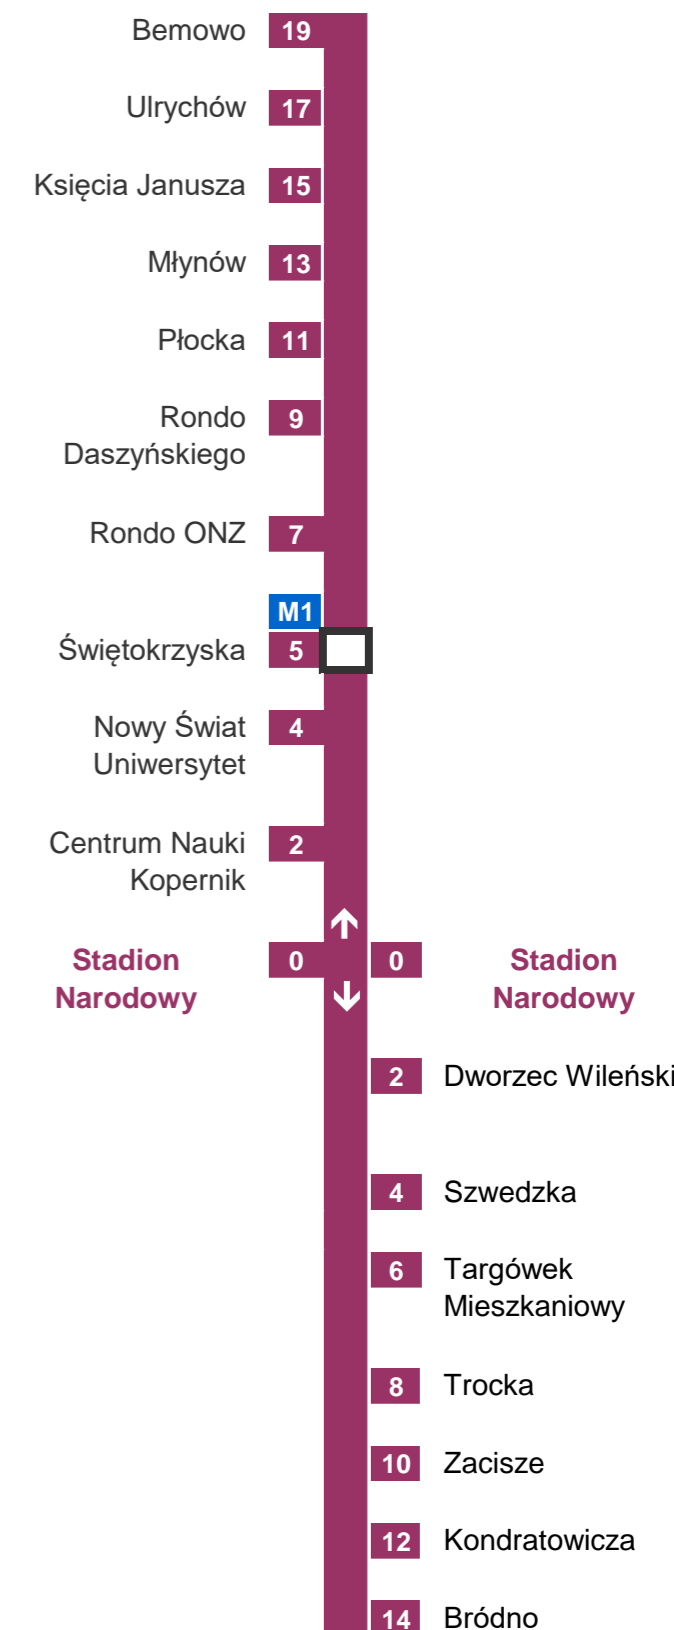 Bemowo 19
Ulrychów 17
Księcia Janusza 15
Młynów 13
Płocka 11
Rondo 9
Daszyńskiego
Rondo ONZ 7
M1
Świętokrzyska 5
Nowy Świat 4
Uniwersytet
Centrum Nauki 2
Kopernik
Stadion 0 0 Stadion
Narodowy Narodowy
2 Dworzec Wileński
4 Szwedzka
6 Targówek
Mieszkaniowy
8 Trocka
10 Zacisze
12 Kondratowicza
14 Bródno